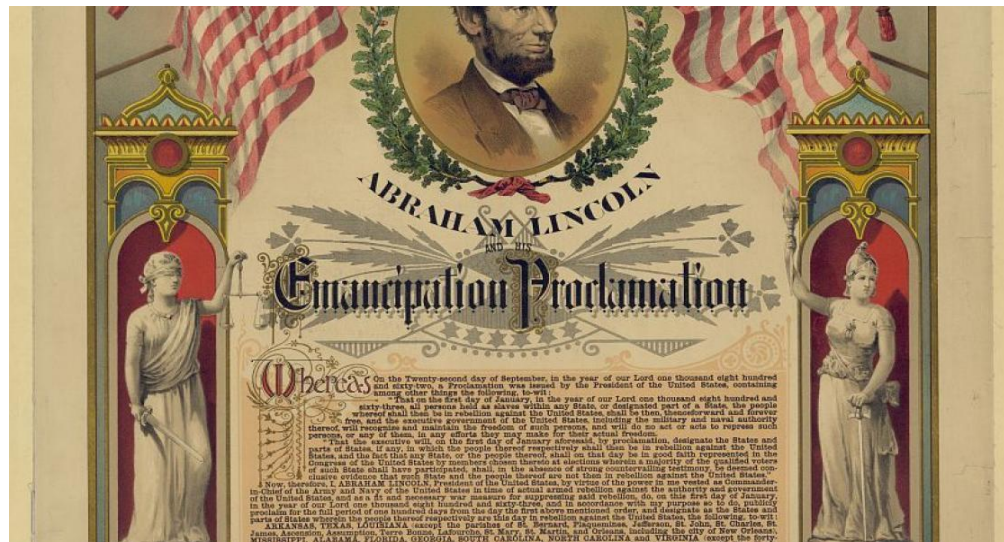 ABRAHAM LINCOLN
AND HIS
Emancipation Proclamation
Whereas On the Twenty-second day of September, in the year of our Lord one thousand eight hundred
and sixty-two, a Proclamation was issued by the President of the United States, containing
among other things the following, to-wit:
"That on the first day of January, in the year of our Lord one thousand eight hundred and
sixty-three, all persons held as slaves within any State, or designated part of a State, the people
whereof shall then be in rebellion against the United States, shall be then, thenceforward and forever
free, and the executive government of the United States, including the military and naval authority
thereof, will recognize and maintain the freedom of such persons, and will do no act or acts to repress such
persons, or any of them, in any efforts they may make for their actual freedom.
"That the executive will, on the first day of January aforesaid, by proclamation, designate the States and
parts of States, if any, in which the people thereof respectively shall then be in rebellion against the United
States, and the fact that any State, or the people thereof, shall on that day be in good faith represented in the
Congress of the United States by members chosen thereto at elections wherein a majority of the qualified voters
of such State shall have participated, shall, in the absence of strong countervailing testimony, be deemed con-
clusive evidence that such State and the people thereof are not then in rebellion against the United States."
Now, therefore, I, ABRAHAM LINCOLN, President of the United States, by virtue of the power in me vested as Commander-
in-Chief of the Army and Navy of the United States in time of actual armed rebellion against the authority and government
of the United States, and as a fit and necessary war measure for suppressing said rebellion, do, on this first day of January,
in the year of our Lord one thousand eight hundred and sixty-three, and in accordance with my purpose so to do, publicly
proclaim for the full period of one hundred days from the day the first above mentioned order, and designate as the States and
parts of States wherein the people thereof respectively are this day in rebellion against the United States, the following, to-wit:
ARKANSAS, TEXAS, LOUISIANA (except the parishes of St. Bernard, Plaquemines, Jefferson, St. John, St. Charles, St.
James, Ascension, Assumption, Terre Bonne, Lafourche, St. Mary, St. Martin, and Orleans, including the city of New Orleans),
MISSISSIPPI, ALABAMA, FLORIDA, GEORGIA, SOUTH CAROLINA, NORTH CAROLINA and VIRGINIA (except the forty-